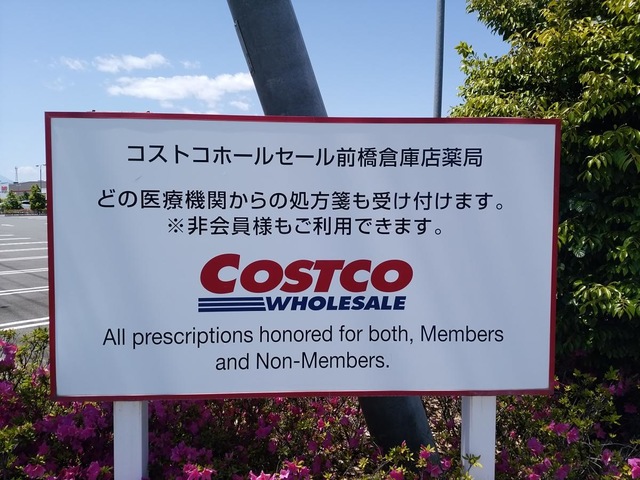 コストコホールセール前橋倉庫店薬局
どの医療機関からの処方箋も受け付けます。
※非会員様もご利用できます。
COSTCO
WHOLESALE
All prescriptions honored for both, Members
and Non-Members.